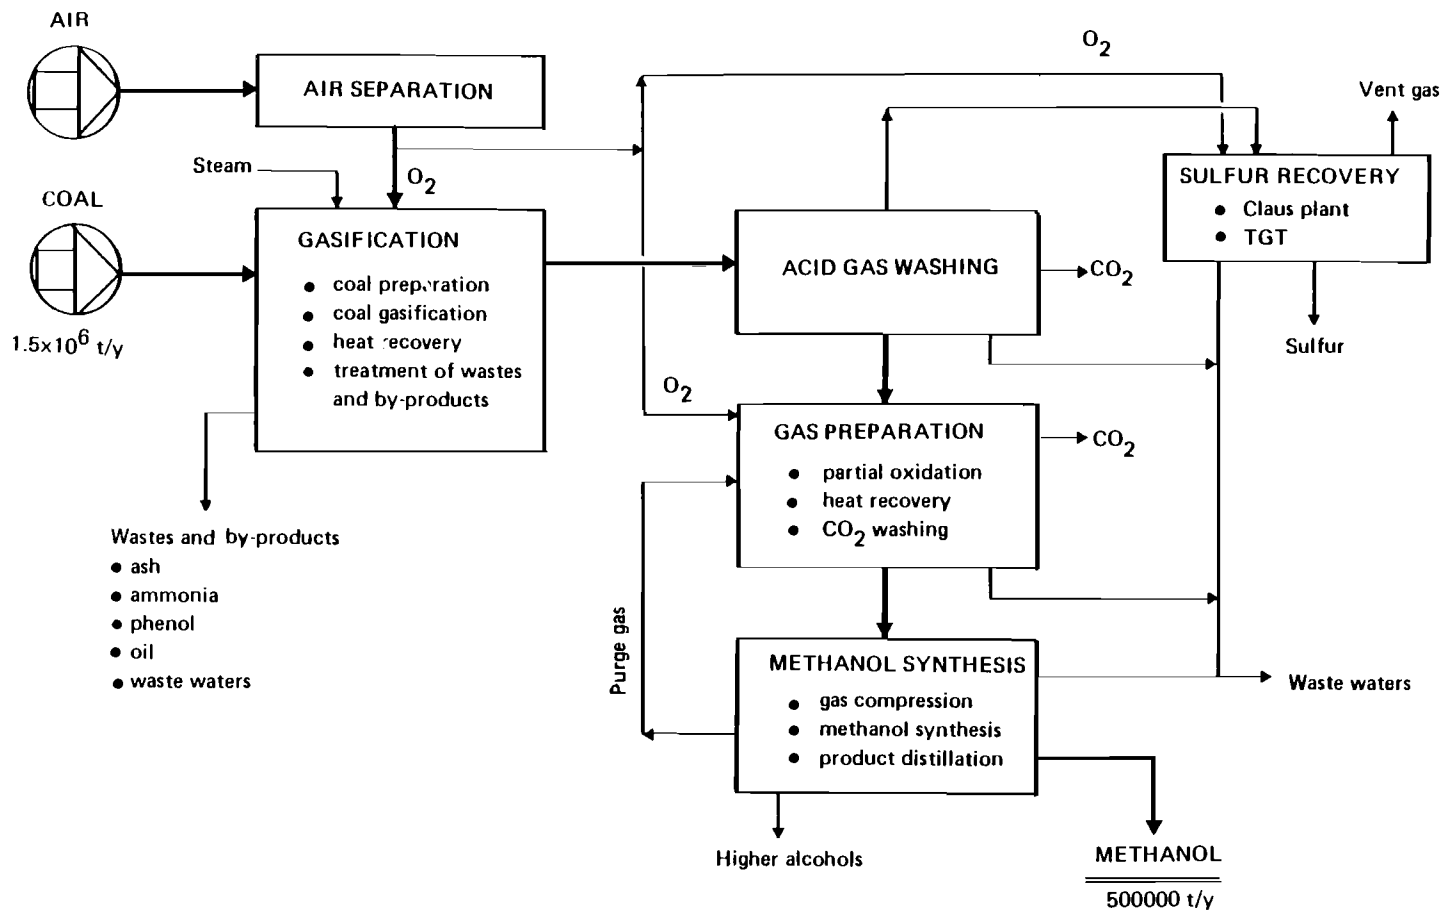 AIR
AIR SEPARATION
O2
Vent gas
Steam
O2
COAL
1.5x10^6 t/y
GASIFICATION
• coal preparation
• coal gasification
• heat recovery
• treatment of wastes
and by-products
ACID GAS WASHING
CO2
SULFUR RECOVERY
• Claus plant
• TGT
Sulfur
O2
GAS PREPARATION
• partial oxidation
• heat recovery
• CO2 washing
CO2
Wastes and by-products
• ash
• ammonia
• phenol
• oil
• waste waters
Purge gas
METHANOL SYNTHESIS
• gas compression
• methanol synthesis
• product distillation
Waste waters
Higher alcohols
METHANOL
500000 t/y